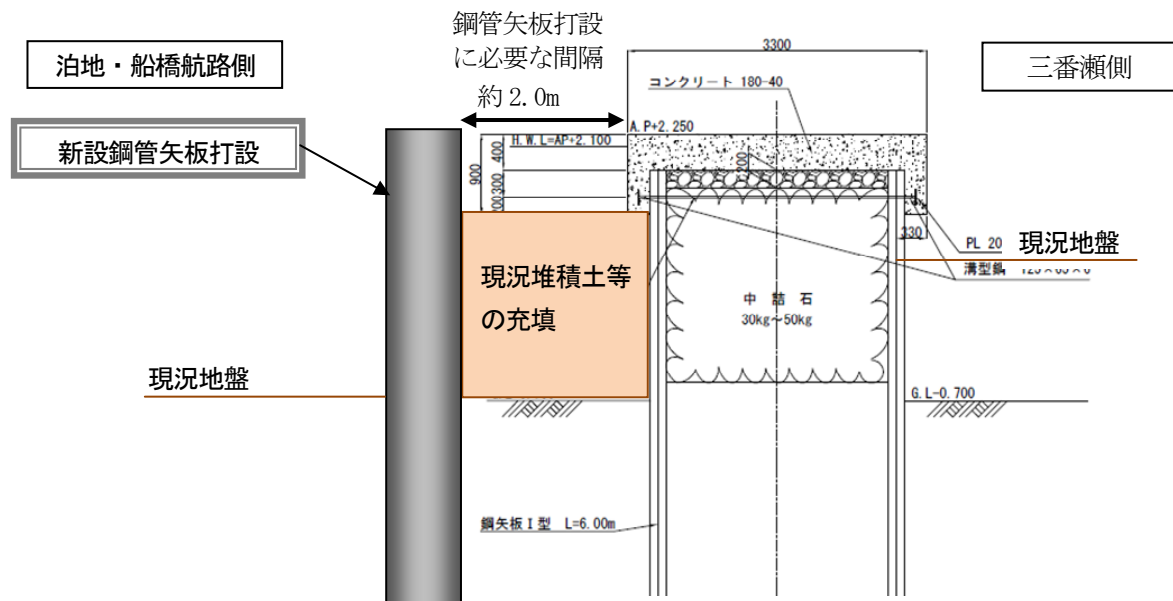 鋼管矢板打設
に必要な間隔
約 2.0m
泊地・船橋航路側
三番瀬側
新設鋼管矢板打設
3300
コンクリート 180-40
A.P+2.250
H.W.L=AP+2.100
900
400
300
200
200
330
PL 20
現況地盤
溝型鋼
現況堆積土等
の充填
中 詰 石
30kg~50kg
現況地盤
G.L-0.700
鋼矢板Ⅰ型 L=6.00m